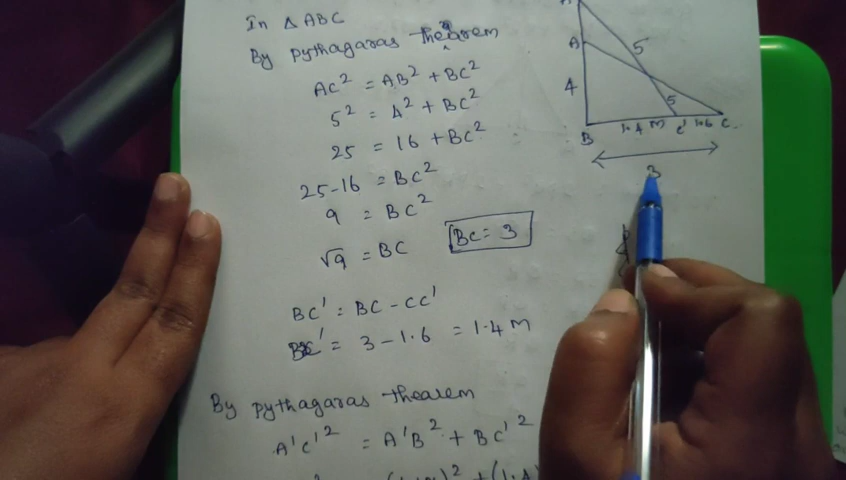 In △ ABC
By pythagaras thearem
AC² = AB² + BC²
5² = 4² + BC²
25 = 16 + BC²
25-16 = BC²
9 = BC²
√9 = BC
BC = 3
BC' = BC - CC'
BC' = 3 - 1.6 = 1.4 m
By pythagaras thearem
A'C'² = A'B² + BC'²
A
5
4
5
B
1.4 m
C'
1.6
C
3